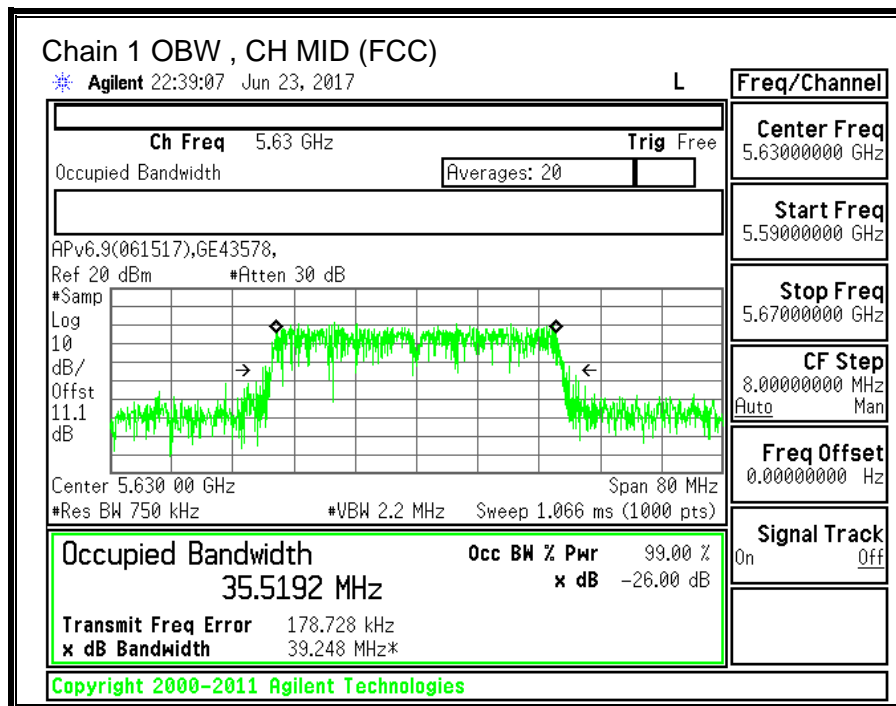 Chain 1 OBW , CH MID (FCC)
Agilent 22:39:07 Jun 23, 2017 L
Freq/Channel
Ch Freq 5.63 GHz Trig Free
Occupied Bandwidth Averages: 20
APv6.9(061517),GE43578,
Ref 20 dBm #Atten 30 dB
#Samp
Log
10
dB/
Offst
11.1
dB
Center 5.630 00 GHz Span 80 MHz
#Res BW 750 kHz #VBW 2.2 MHz Sweep 1.066 ms (1000 pts)
Occupied Bandwidth Occ BW % Pwr 99.00 %
35.5192 MHz x dB -26.00 dB
Transmit Freq Error 178.728 kHz
x dB Bandwidth 39.248 MHz*
Copyright 2000-2011 Agilent Technologies
Center Freq
5.63000000 GHz
Start Freq
5.59000000 GHz
Stop Freq
5.67000000 GHz
CF Step
8.00000000 MHz
Auto Man
Freq Offset
0.00000000 Hz
Signal Track
On Off